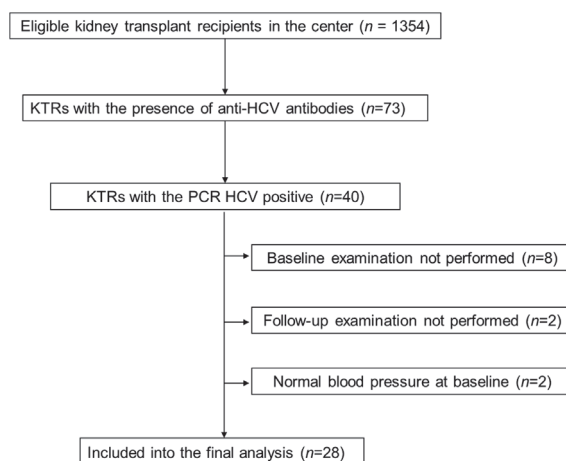 Eligible kidney transplant recipients in the center (n = 1354)
KTRs with the presence of anti-HCV antibodies (n=73)
KTRs with the PCR HCV positive (n=40)
Baseline examination not performed (n=8)
Follow-up examination not performed (n=2)
Normal blood pressure at baseline (n=2)
Included into the final analysis (n=28)